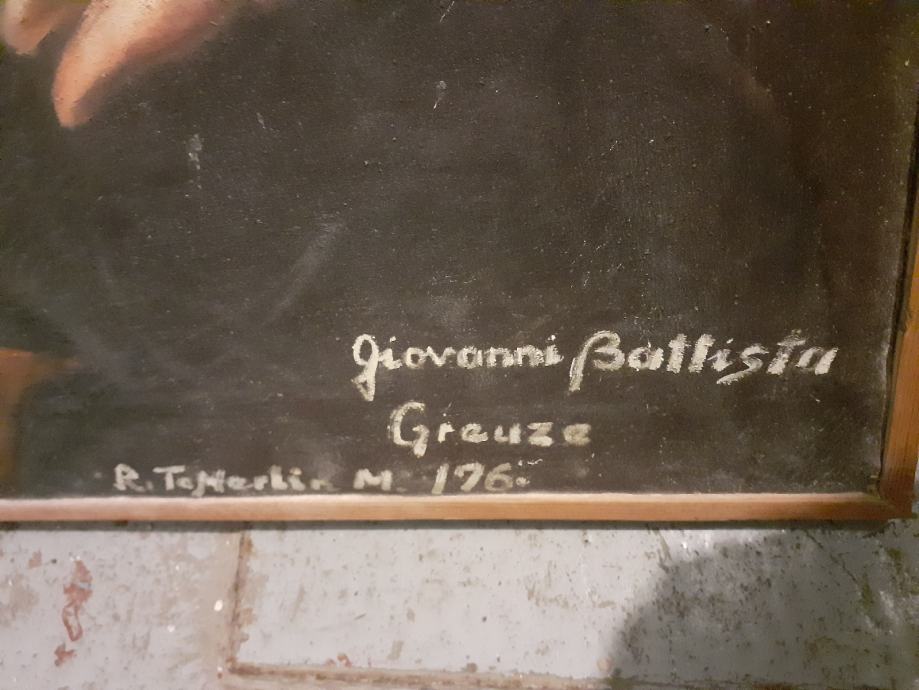 Giovanni Battista
Greuze
R. M. 176